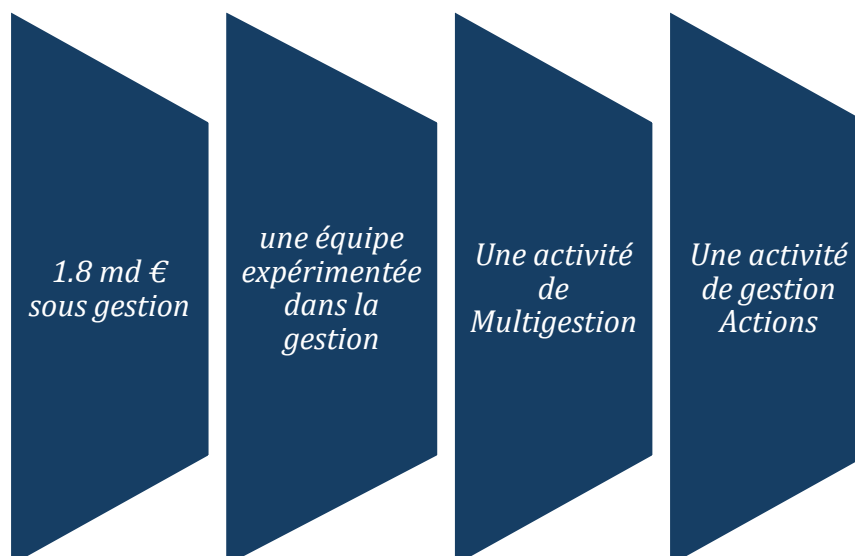 1.8 md €
sous gestion
une équipe
expérimentée
dans la
gestion
Une activité
de
Multigestion
Une activité
de gestion
Actions